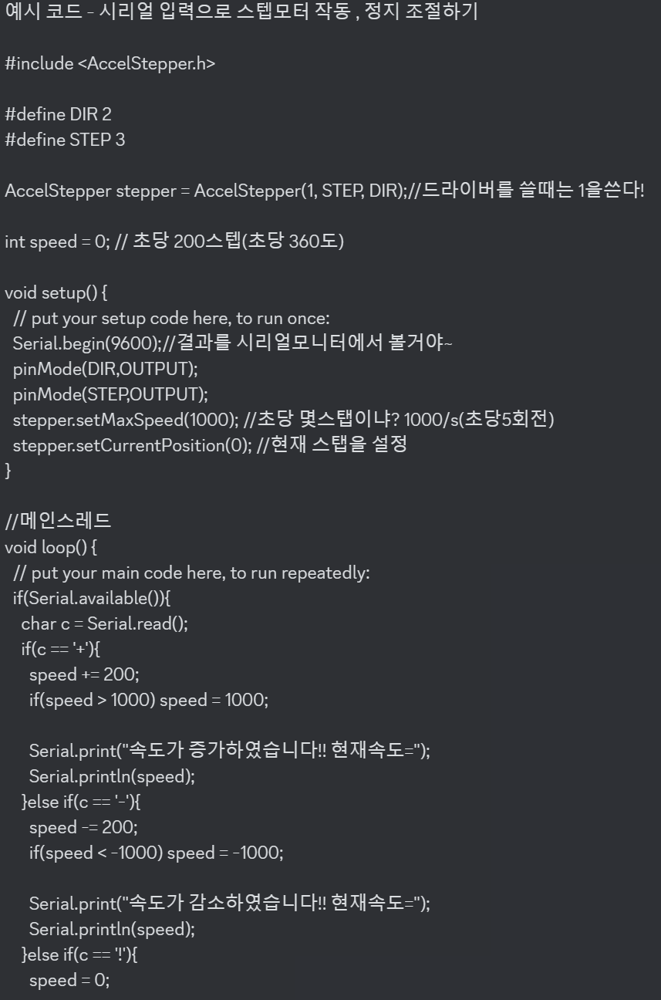 예시 코드 - 시리얼 입력으로 스텝모터 작동 , 정지 조절하기
#include <AccelStepper.h>
#define DIR 2
#define STEP 3
AccelStepper stepper = AccelStepper(1, STEP, DIR);//드라이버를 쓸때는 1을쓴다!
int speed = 0; // 초당 200스텝(초당 360도)
void setup() {
// put your setup code here, to run once:
Serial.begin(9600);//결과를 시리얼모니터에서 볼거야~
pinMode(DIR,OUTPUT);
pinMode(STEP,OUTPUT);
stepper.setMaxSpeed(1000); //초당 몇스탭이냐? 1000/s(초당5회전)
stepper.setCurrentPosition(0); //현재 스탭을 설정
}
//메인스레드
void loop() {
// put your main code here, to run repeatedly:
if(Serial.available()){
char c = Serial.read();
if(c == '+'){
speed += 200;
if(speed > 1000) speed = 1000;
Serial.print("속도가 증가하였습니다!! 현재속도=");
Serial.println(speed);
}else if(c == '-'){
speed -= 200;
if(speed < -1000) speed = -1000;
Serial.print("속도가 감소하였습니다!! 현재속도=");
Serial.println(speed);
}else if(c == '!'){
speed = 0;